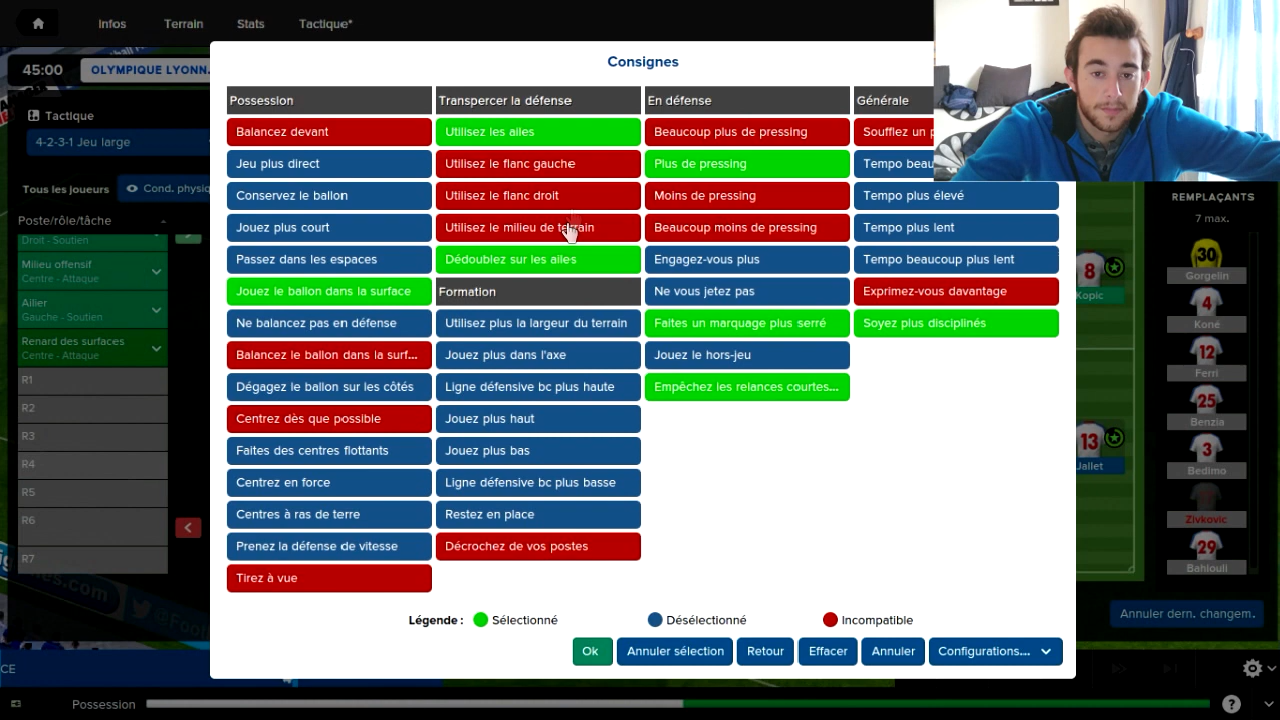 Infos
Terrain
Stats
Tactique*
45:00
OLYMPIQUE LYONN.
Tactique
4-2-3-1 Jeu large
Tous les joueurs
Cond. physiq
Poste/rôle/tâche
Droit - Soutien
Milieu offensif
Centre - Attaque
Ailier
Gauche - Soutien
Renard des surfaces
Centre - Attaque
R1
R2
R3
R4
R5
R6
R7
Consignes
Possession
Balancez devant
Jeu plus direct
Conservez le ballon
Jouez plus court
Passez dans les espaces
Jouez le ballon dans la surface
Ne balancez pas en défense
Balancez le ballon dans la surf...
Dégagez le ballon sur les côtés
Centrez dès que possible
Faites des centres flottants
Centrez en force
Centres à ras de terre
Prenez la défense de vitesse
Tirez à vue
Transpercer la défense
Utilisez les ailes
Utilisez le flanc gauche
Utilisez le flanc droit
Utilisez le milieu de terrain
Dédoublez sur les ailes
Formation
Utilisez plus la largeur du terrain
Jouez plus dans l'axe
Ligne défensive bc plus haute
Jouez plus haut
Jouez plus bas
Ligne défensive bc plus basse
Restez en place
Décrochez de vos postes
En défense
Beaucoup plus de pressing
Plus de pressing
Moins de pressing
Beaucoup moins de pressing
Engagez-vous plus
Ne vous jetez pas
Faites un marquage plus serré
Jouez le hors-jeu
Empêchez les relances courtes...
Générale
Soufflez un p
Tempo beau
Tempo plus élevé
Tempo plus lent
Tempo beaucoup plus lent
Exprimez-vous davantage
Soyez plus disciplinés
Légende :
Sélectionné
Désélectionné
Incompatible
Ok
Annuler sélection
Retour
Effacer
Annuler
Configurations....
8
Kopic
13
Jallet
REMPLAÇANTS
7 max.
30
Gorgelin
4
Koné
12
Ferri
25
Benzia
3
Bedimo
Zivkovic
29
Bahlouli
Annuler dern. changem.
CE
Possession
?